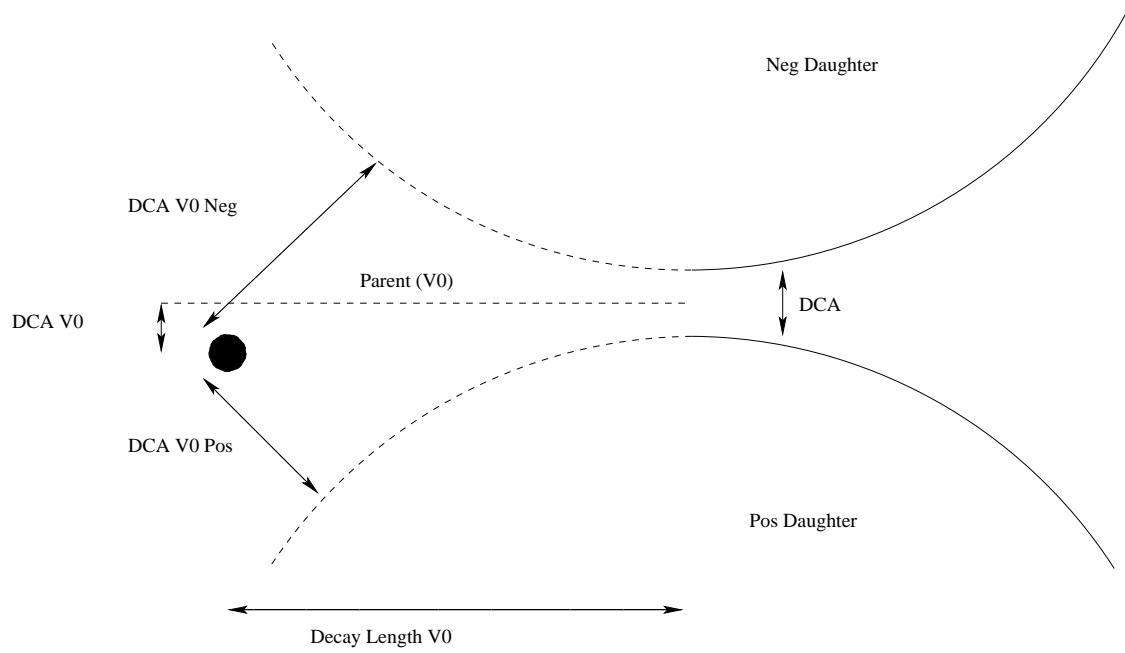 Neg Daughter
DCA V0 Neg
Parent (V0)
DCA V0
DCA
DCA V0 Pos
Pos Daughter
Decay Length V0